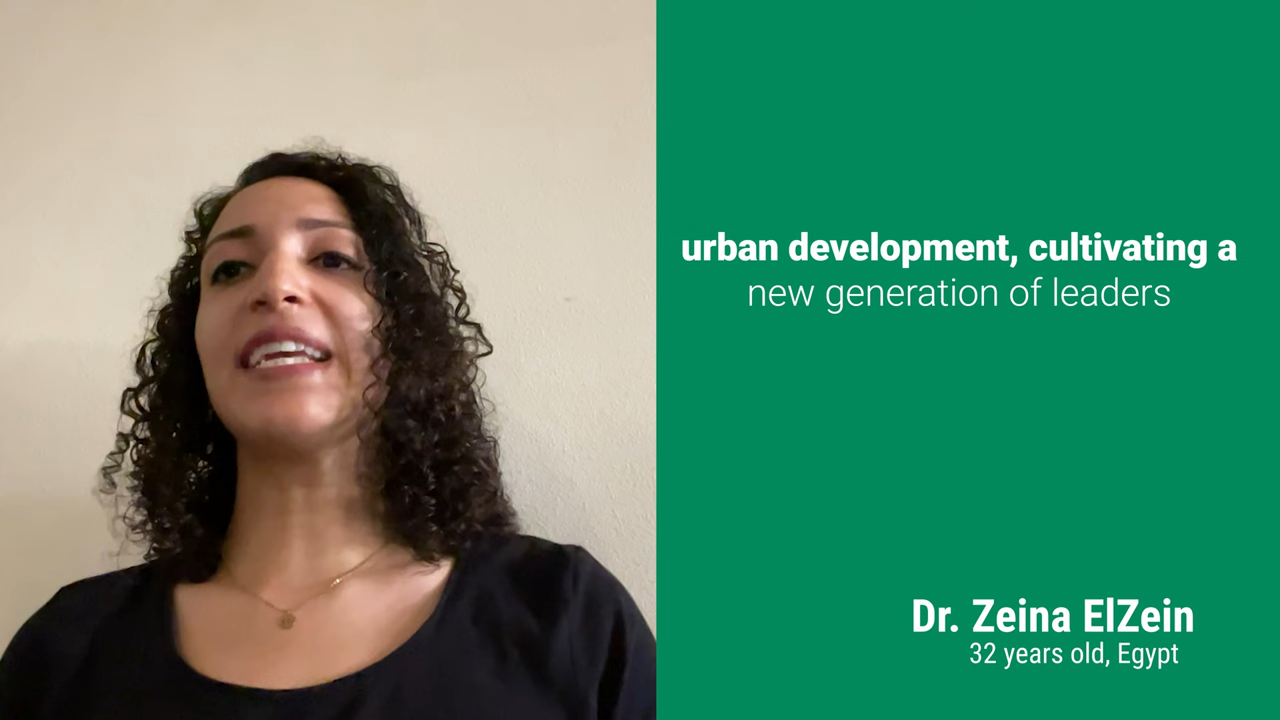 urban development, cultivating a
new generation of leaders
Dr. Zeina ElZein
32 years old, Egypt